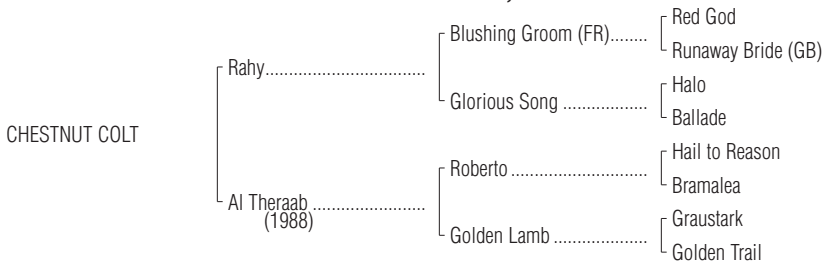 Red God
Blushing Groom (FR)........
Runaway Bride (GB)
Rahy.................................
Halo
Glorious Song .................
Ballade
CHESTNUT COLT
Hail to Reason
Roberto ...........................
Bramalea
Al Theraab .......................
(1988)
Graustark
Golden Lamb ...................
Golden Trail